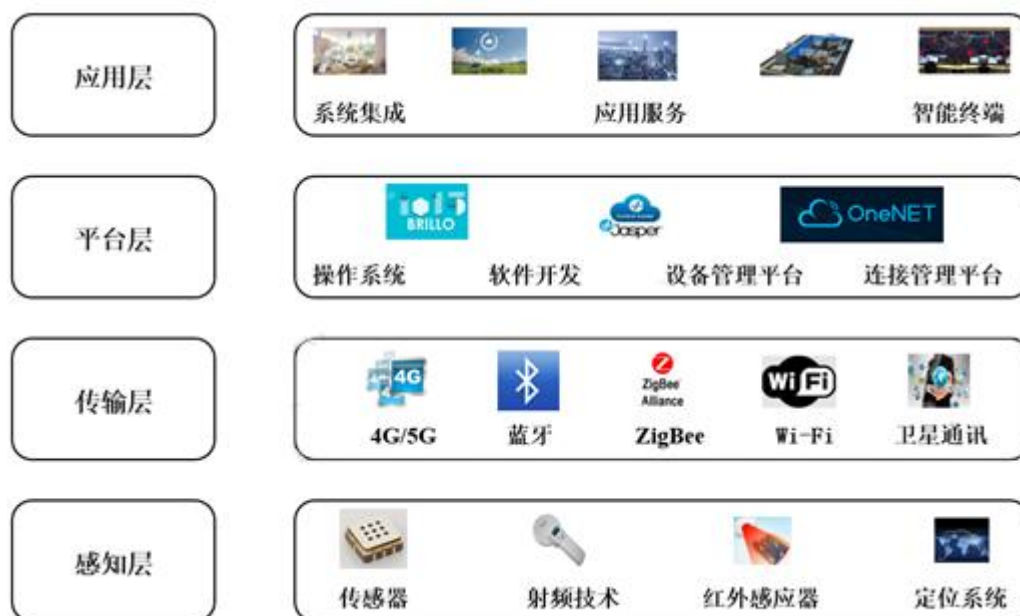 应用层
系统集成 应用服务 智能终端
平台层
BRILLO
Jasper
OneNET
操作系统 软件开发 设备管理平台 连接管理平台
传输层
4G
ZigBee
Alliance
Wi Fi
4G/5G 蓝牙 ZigBee Wi-Fi 卫星通讯
感知层
传感器 射频技术 红外感应器 定位系统